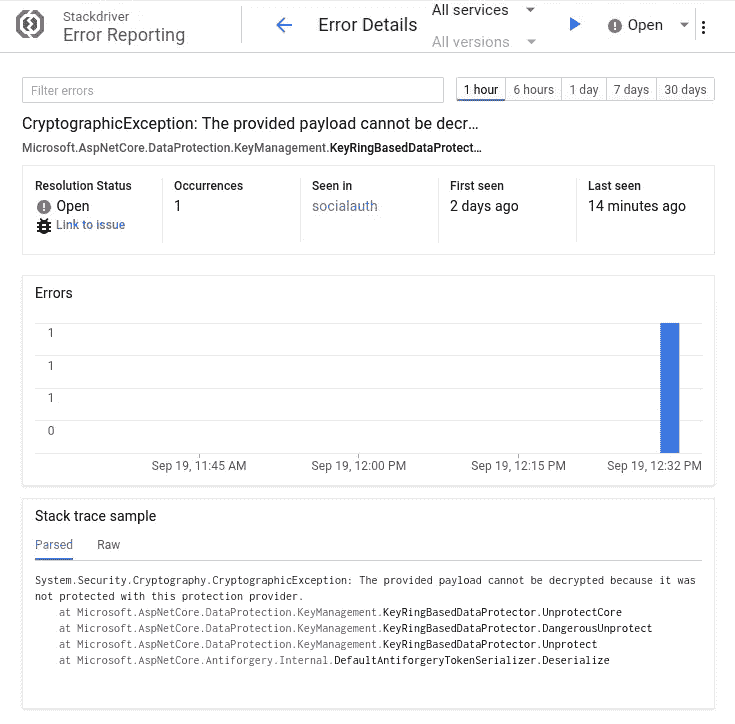 Stackdriver
Error Reporting
Error Details
All services
All versions
Open
Filter errors
1 hour 6 hours 1 day 7 days 30 days
CryptographicException: The provided payload cannot be decr...
Microsoft.AspNetCore.DataProtection.KeyManagement.KeyRingBasedDataProtect...
Resolution Status Occurrences Seen in First seen Last seen
Open 1 socialauth 2 days ago 14 minutes ago
Link to issue
Errors
1
1
1
0
Sep 19, 11:45 AM Sep 19, 12:00 PM Sep 19, 12:15 PM Sep 19, 12:32 PM
Stack trace sample
Parsed Raw
System.Security.Cryptography.CryptographicException: The provided payload cannot be decrypted because it was
not protected with this protection provider.
at Microsoft.AspNetCore.DataProtection.KeyManagement.KeyRingBasedDataProtector.UnprotectCore
at Microsoft.AspNetCore.DataProtection.KeyManagement.KeyRingBasedDataProtector.DangerousUnprotect
at Microsoft.AspNetCore.DataProtection.KeyManagement.KeyRingBasedDataProtector.Unprotect
at Microsoft.AspNetCore.Antiforgery.Internal.DefaultAntiforgeryTokenSerializer.Deserialize